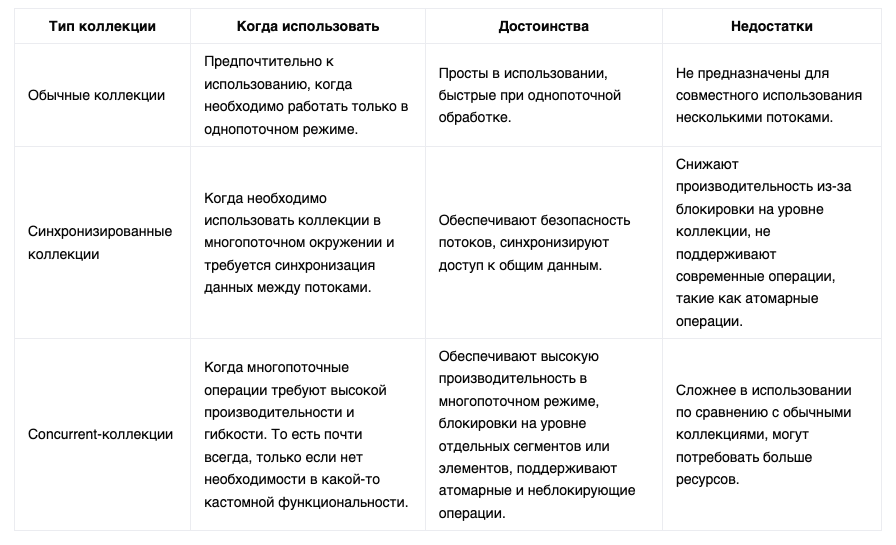 Тип коллекции
Когда использовать
Достоинства
Недостатки
Обычные коллекции
Предпочтительно к
использованию, когда
необходимо работать только в
однопоточном режиме.
Просты в использовании,
быстрые при однопоточной
обработке.
Не предназначены для
совместного использования
несколькими потоками.
Синхронизированные
коллекции
Когда необходимо
использовать коллекции в
многопоточном окружении и
требуется синхронизация
данных между потоками.
Обеспечивают безопасность
потоков, синхронизируют
доступ к общим данным.
Снижают
производительность из-за
блокировки на уровне
коллекции, не
поддерживают
современные операции,
такие как атомарные
операции.
Concurrent-коллекции
Когда многопоточные
операции требуют высокой
производительности и
гибкости. То есть почти
всегда, только если нет
необходимости в какой-то
кастомной функциональности.
Обеспечивают высокую
производительность в
многопоточном режиме,
блокировки на уровне
отдельных сегментов или
элементов, поддерживают
атомарные и неблокирующие
операции.
Сложнее в использовании
по сравнению с обычными
коллекциями, могут
потребовать больше
ресурсов.